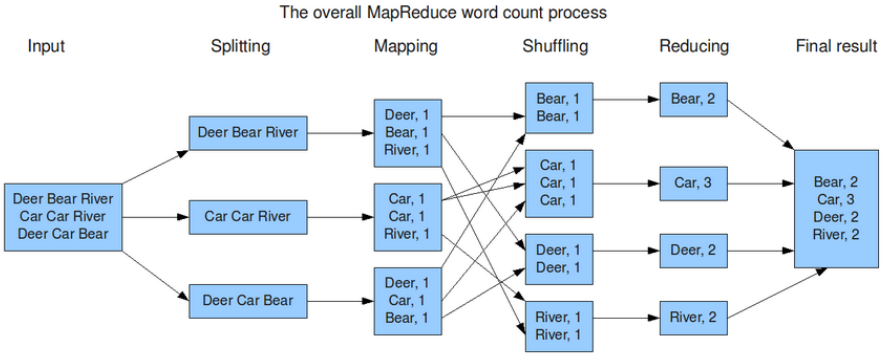 The overall MapReduce word count process
Input
Splitting
Mapping
Shuffling
Reducing
Final result
Deer Bear River
Car Car River
Deer Car Bear
Deer Bear River
Car Car River
Deer Car Bear
Deer, 1
Bear, 1
River, 1
Car, 1
Car, 1
River, 1
Deer, 1
Car, 1
Bear, 1
Bear, 1
Bear, 1
Car, 1
Car, 1
Car, 1
Deer, 1
Deer, 1
River, 1
River, 1
Bear, 2
Car, 3
Deer, 2
River, 2
Bear, 2
Car, 3
Deer, 2
River, 2